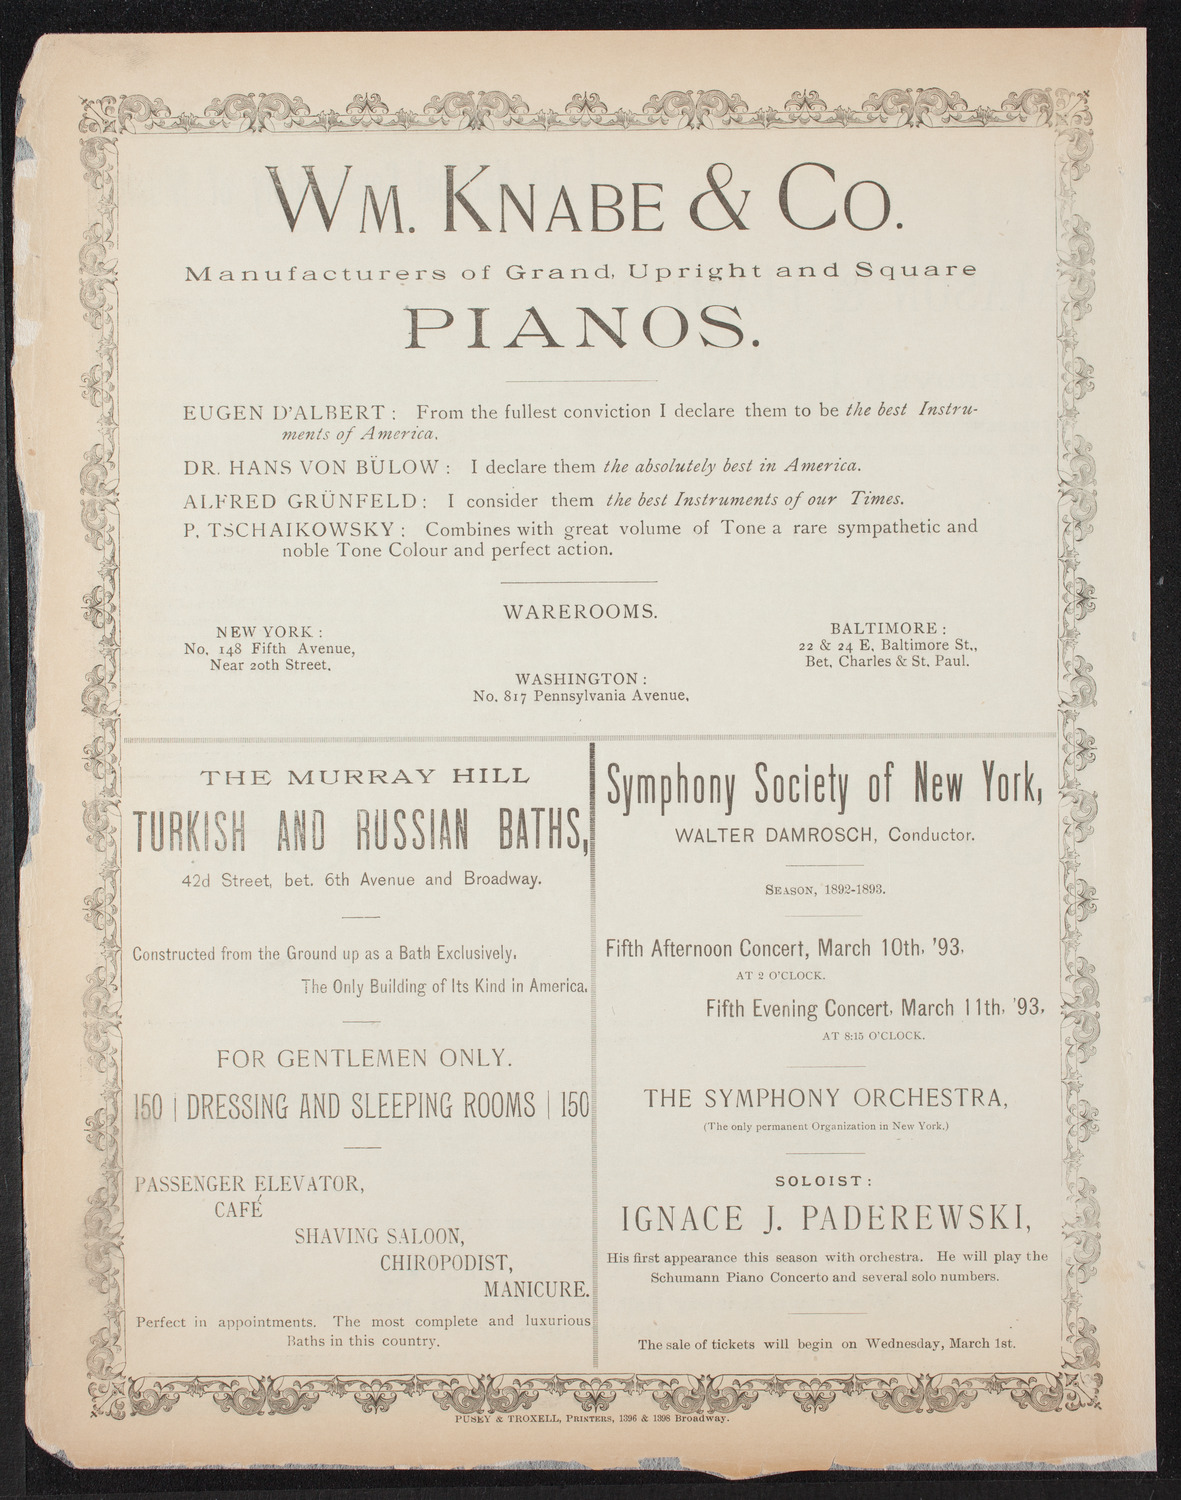 WM. KNABE & CO.
Manufacturers of Grand, Upright and Square
PIANOS.
EUGEN D'ALBERT: From the fullest conviction I declare them to be the best Instru-
ments of America.
DR. HANS VON BÜLOW: I declare them the absolutely best in America.
ALFRED GRÜNFELD: I consider them the best Instruments of our Times.
P. TSCHAIKOWSKY: Combines with great volume of Tone a rare sympathetic and
noble Tone Colour and perfect action.
WAREROOMS.
NEW YORK:
No. 148 Fifth Avenue,
Near 20th Street.
WASHINGTON:
No. 817 Pennsylvania Avenue.
BALTIMORE:
22 & 24 E. Baltimore St.,
Bet. Charles & St. Paul.
THE MURRAY HILL
TURKISH AND RUSSIAN BATHS,
42d Street, bet. 6th Avenue and Broadway.
Constructed from the Ground up as a Bath Exclusively.
The Only Building of Its Kind in America.
FOR GENTLEMEN ONLY.
150 | DRESSING AND SLEEPING ROOMS | 150
PASSENGER ELEVATOR,
CAFÉ
SHAVING SALOON,
CHIROPODIST,
MANICURE.
Perfect in appointments. The most complete and luxurious
Baths in this country.
Symphony Society of New York,
WALTER DAMROSCH, Conductor.
SEASON, 1892-1893.
Fifth Afternoon Concert, March 10th, '93,
AT 2 O'CLOCK.
Fifth Evening Concert, March 11th, '93,
AT 8:15 O'CLOCK.
THE SYMPHONY ORCHESTRA,
(The only permanent Organization in New York.)
SOLOIST:
IGNACE J. PADEREWSKI,
His first appearance this season with orchestra. He will play the
Schumann Piano Concerto and several solo numbers.
The sale of tickets will begin on Wednesday, March 1st.
PUSEY & TROXELL, PRINTERS, 1396 & 1398 Broadway.